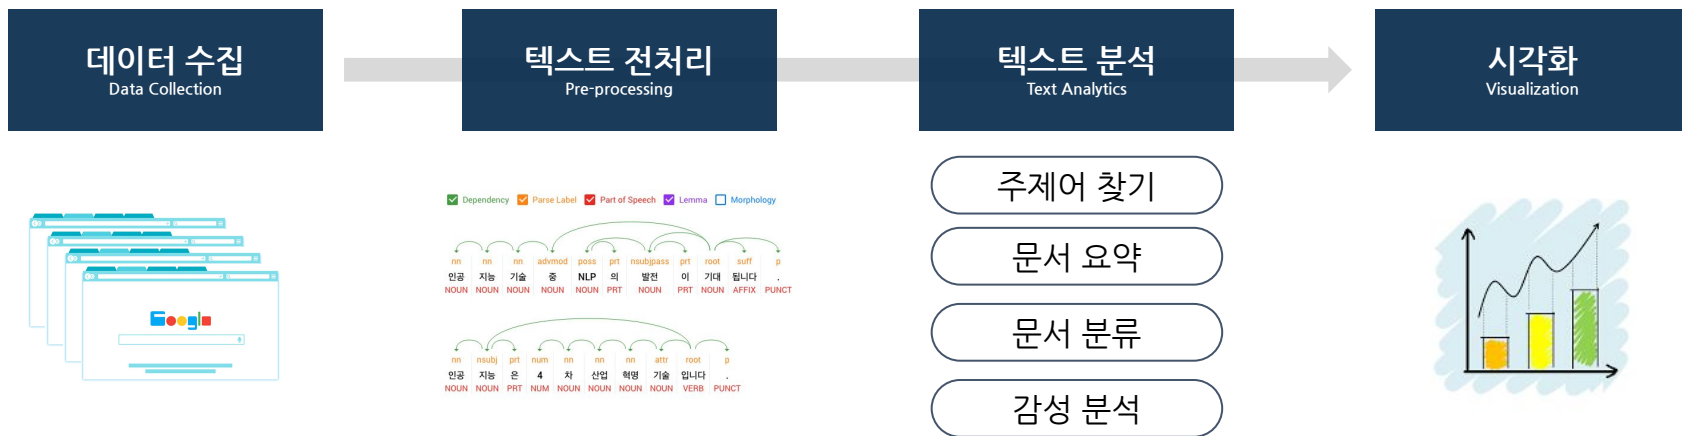 데이터 수집
Data Collection
텍스트 전처리
Pre-processing
텍스트 분석
Text Analytics
시각화
Visualization
Google
Dependency Parse Label Part of Speech Lemma Morphology
nn nn nn advmod poss prt nsubjpass prt root suff p
인공 지능 기술 중 NLP 의 발전 이 기대 됩니다 .
NOUN NOUN NOUN NOUN NOUN PRT NOUN PRT NOUN AFFIX PUNCT
nn nsubj prt num nn nn nn attr root p
인공 지능 은 4 차 산업 혁명 기술 입니다 .
NOUN NOUN PRT NUM NOUN NOUN NOUN NOUN VERB PUNCT
주제어 찾기
문서 요약
문서 분류
감성 분석